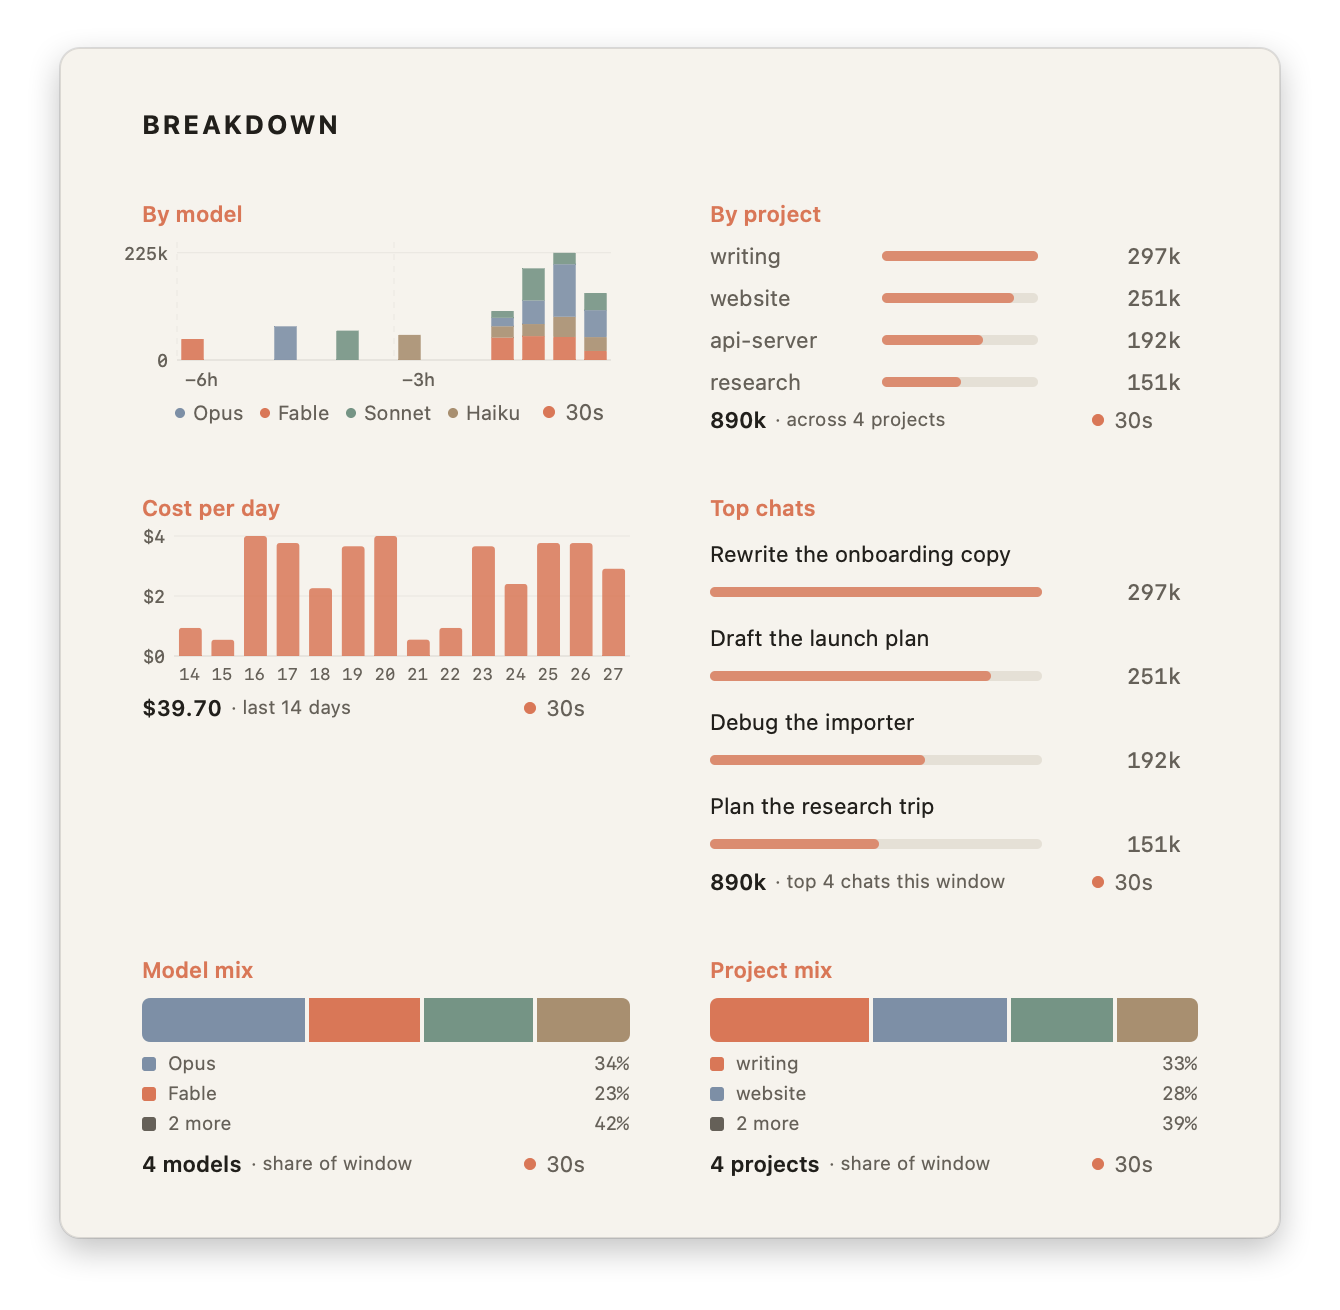 BREAKDOWN
By model
225k
0
−6h −3h
Opus Fable Sonnet Haiku 30s
By project
writing 297k
website 251k
api-server 192k
research 151k
890k · across 4 projects 30s
Cost per day
$4
$2
$0
14 15 16 17 18 19 20 21 22 23 24 25 26 27
$39.70 · last 14 days 30s
Top chats
Rewrite the onboarding copy
297k
Draft the launch plan
251k
Debug the importer
192k
Plan the research trip
151k
890k · top 4 chats this window 30s
Model mix
Opus 34%
Fable 23%
2 more 42%
4 models · share of window 30s
Project mix
writing 33%
website 28%
2 more 39%
4 projects · share of window 30s